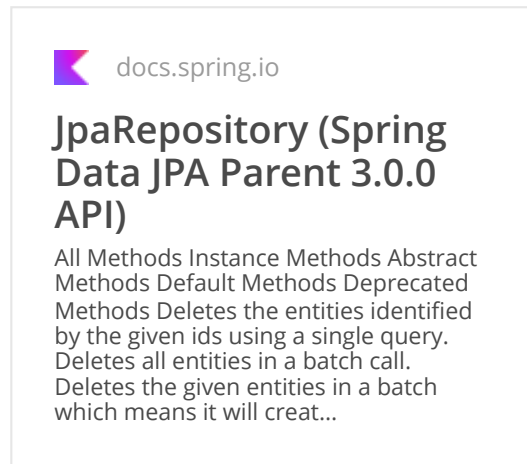 docs.spring.io
JpaRepository (Spring
Data JPA Parent 3.0.0
API)
All Methods Instance Methods Abstract
Methods Default Methods Deprecated
Methods Deletes the entities identified
by the given ids using a single query.
Deletes all entities in a batch call.
Deletes the given entities in a batch
which means it will creat...